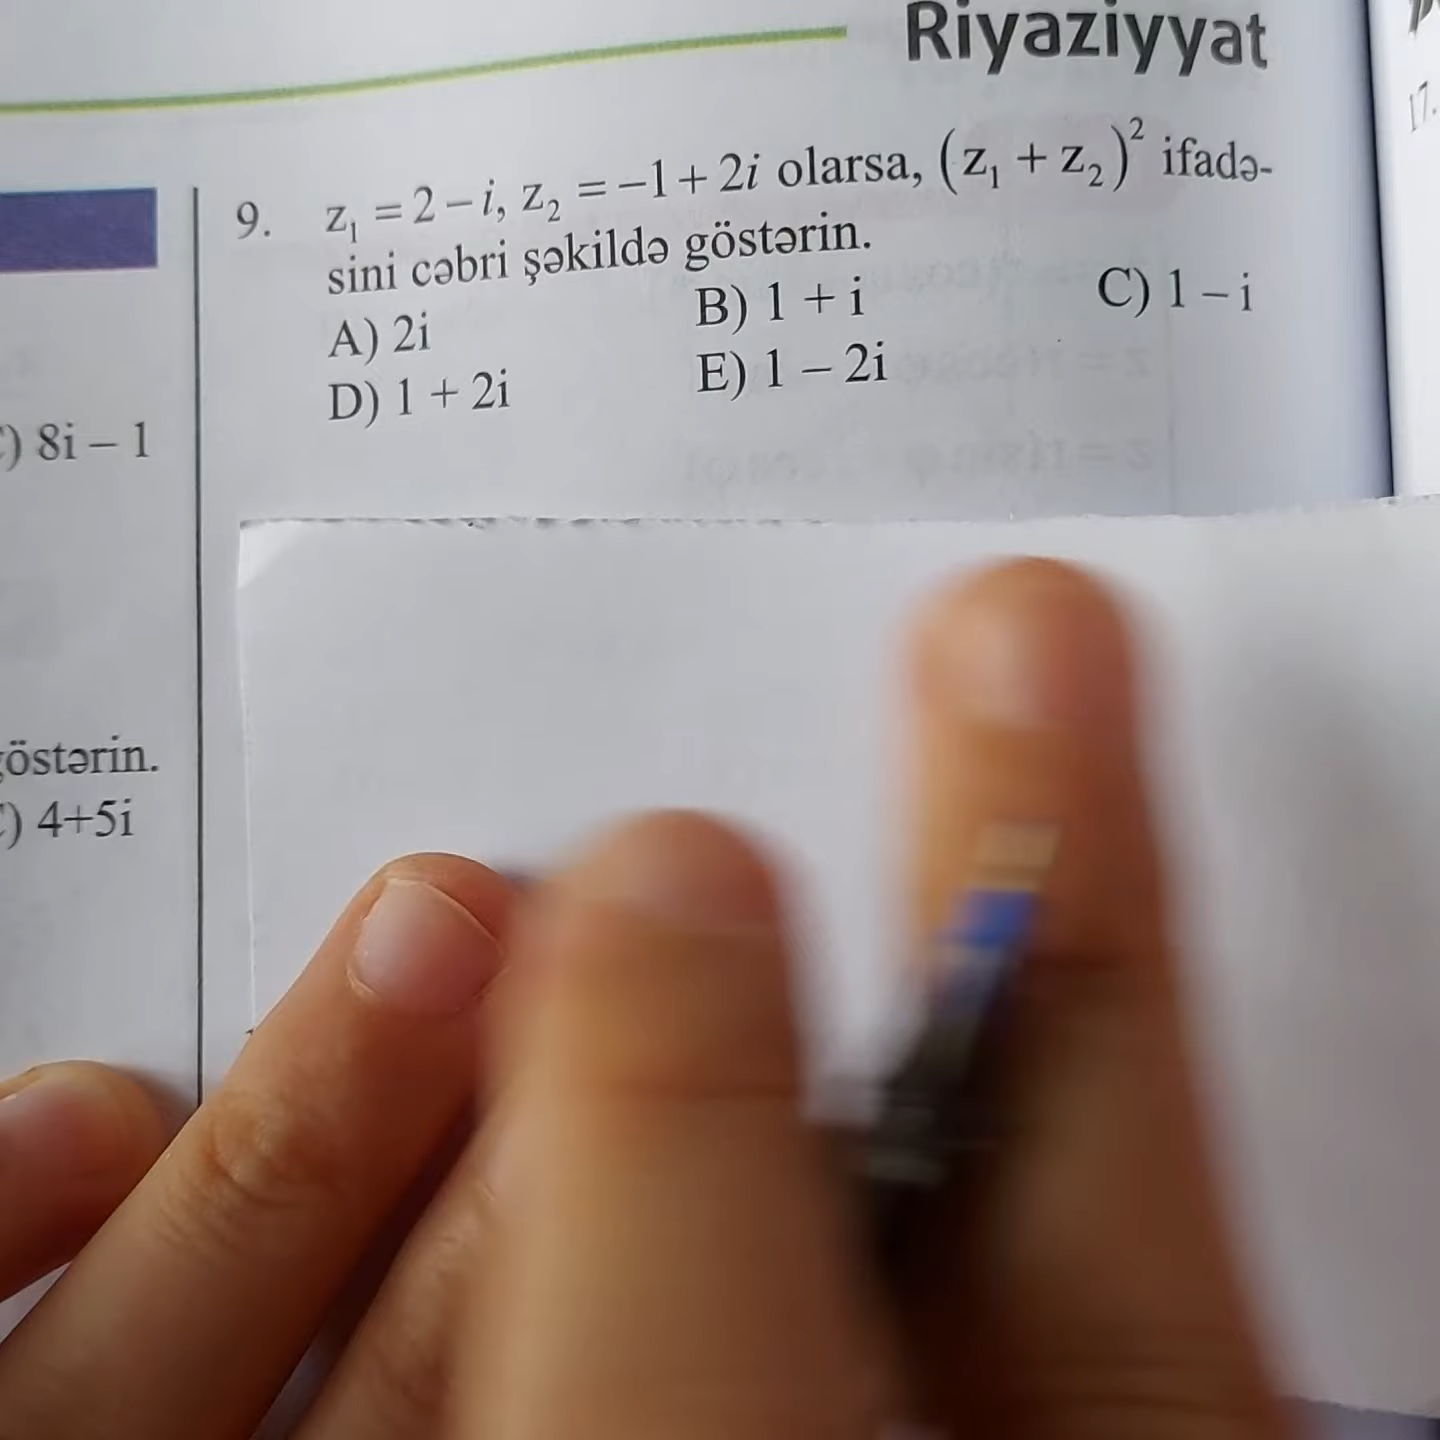 Riyaziyyat
9. z₁ = 2 – i, z₂ = –1 + 2i olarsa, (z₁ + z₂)² ifadə-
sini cəbri şəkildə göstərin.
A) 2i B) 1 + i C) 1 – i
D) 1 + 2i E) 1 – 2i
) 8i – 1
östərin.
) 4+5i
17.